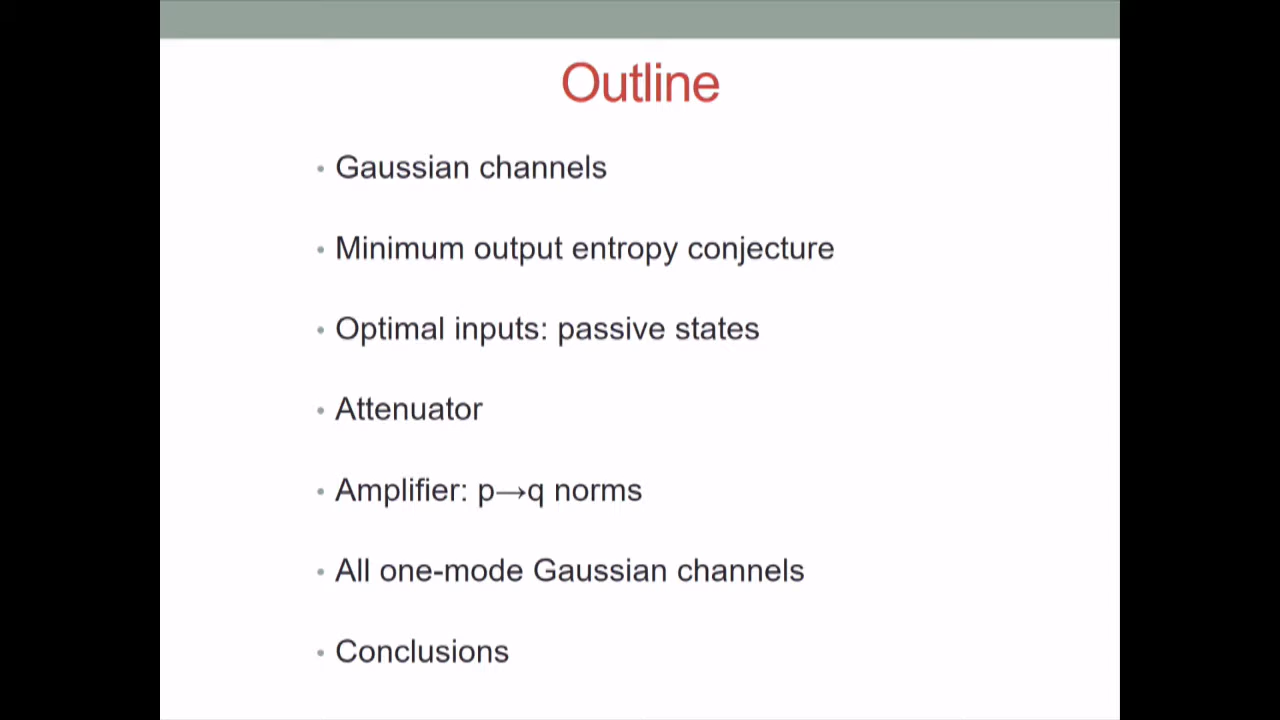 Outline
• Gaussian channels
• Minimum output entropy conjecture
• Optimal inputs: passive states
• Attenuator
• Amplifier: p→q norms
• All one-mode Gaussian channels
• Conclusions